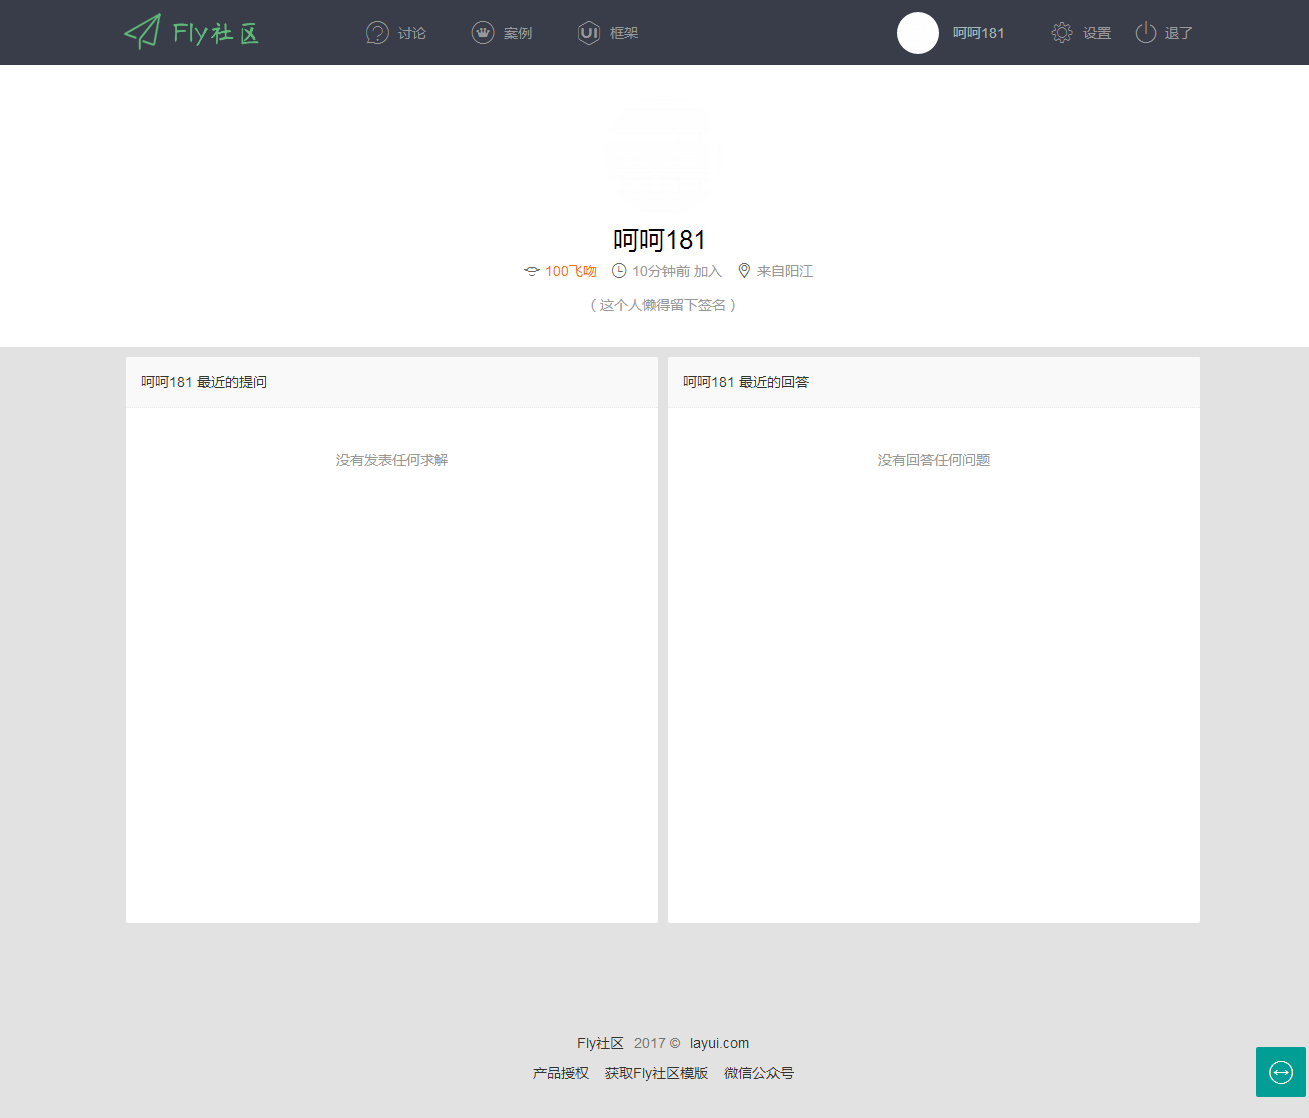 Fly社区 讨论 案例 UI 框架 呵呵181 设置 退了
呵呵181
100飞吻 10分钟前 加入 来自阳江
（这个人懒得留下签名）
呵呵181 最近的提问
没有发表任何求解
呵呵181 最近的回答
没有回答任何问题
Fly社区 2017 © layui.com
产品授权 获取Fly社区模版 微信公众号